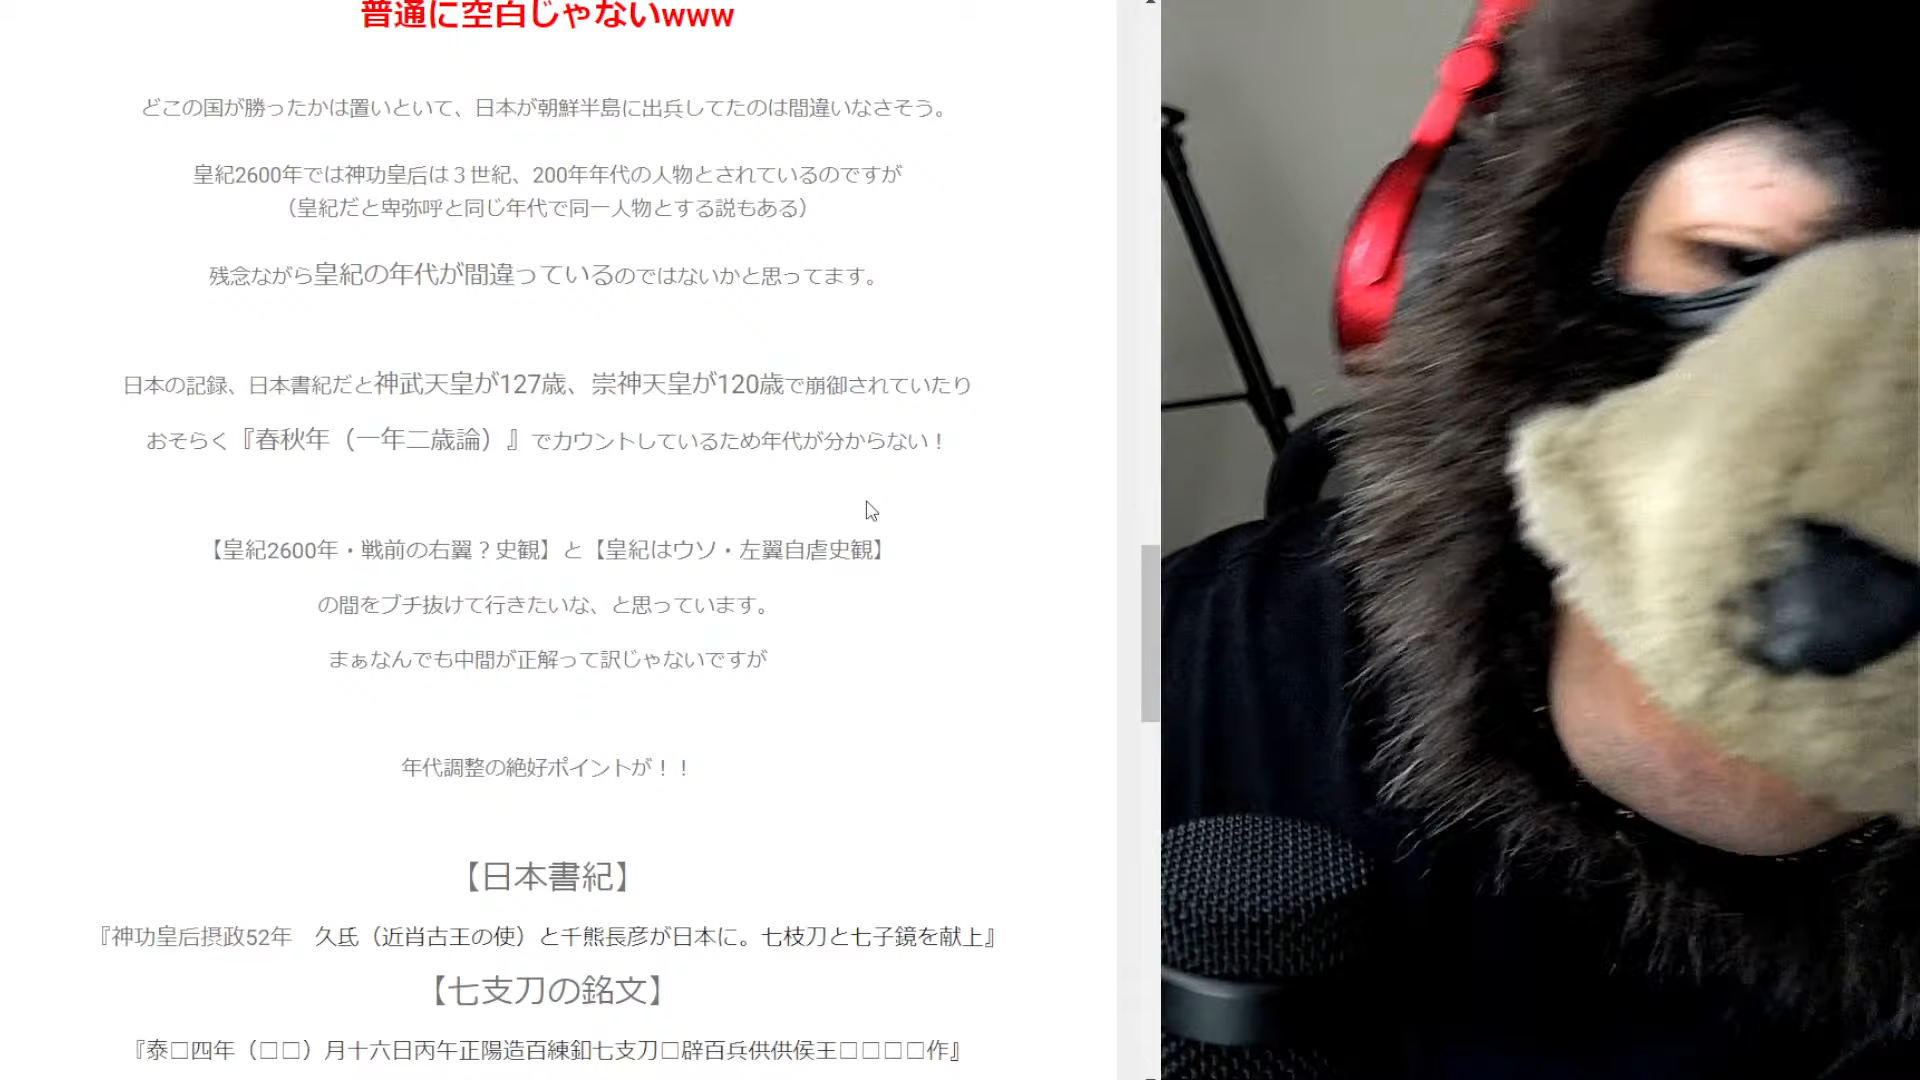 普通に空白じゃないwww
どこの国が勝ったかは置いといて、日本が朝鮮半島に出兵してたのは間違いなさそう。
皇紀2600年では神功皇后は３世紀、200年年代の人物とされているのですが
（皇紀だと卑弥呼と同じ年代で同一人物とする説もある）
残念ながら皇紀の年代が間違っているのではないかと思ってます。
日本の記録、日本書紀だと神武天皇が127歳、崇神天皇が120歳で崩御されていたり
おそらく『春秋年（一年二歳論）』でカウントしているため年代が分からない！
【皇紀2600年・戦前の右翼？史観】と【皇紀はウソ・左翼自虐史観】
の間をブチ抜けて行きたいな、と思っています。
まぁなんでも中間が正解って訳じゃないですが
年代調整の絶好ポイントが！！
【日本書紀】
『神功皇后摂政52年　久氐（近肖古王の使）と千熊長彦が日本に。七枝刀と七子鏡を献上』
【七支刀の銘文】
『泰□四年（□□）月十六日丙午正陽造百練釦七支刀□辟百兵供供侯王□□□□作』